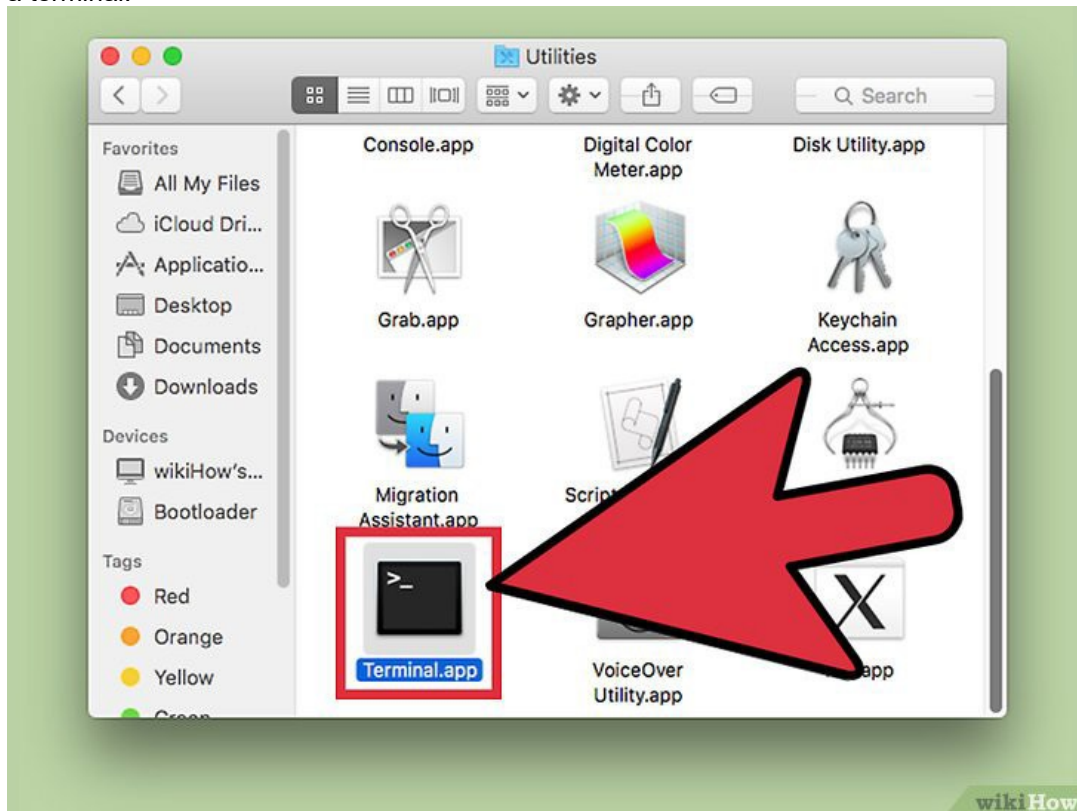 Utilities
Search
Favorites
All My Files
iCloud Dri...
Applicatio...
Desktop
Documents
Downloads
Devices
wikiHow's...
Bootloader
Tags
Red
Orange
Yellow
Console.app
Digital Color
Meter.app
Disk Utility.app
Grab.app
Grapher.app
Keychain
Access.app
Migration
Assistant.app
>_
Terminal.app
VoiceOver
Utility.app
X
app
wikiHow